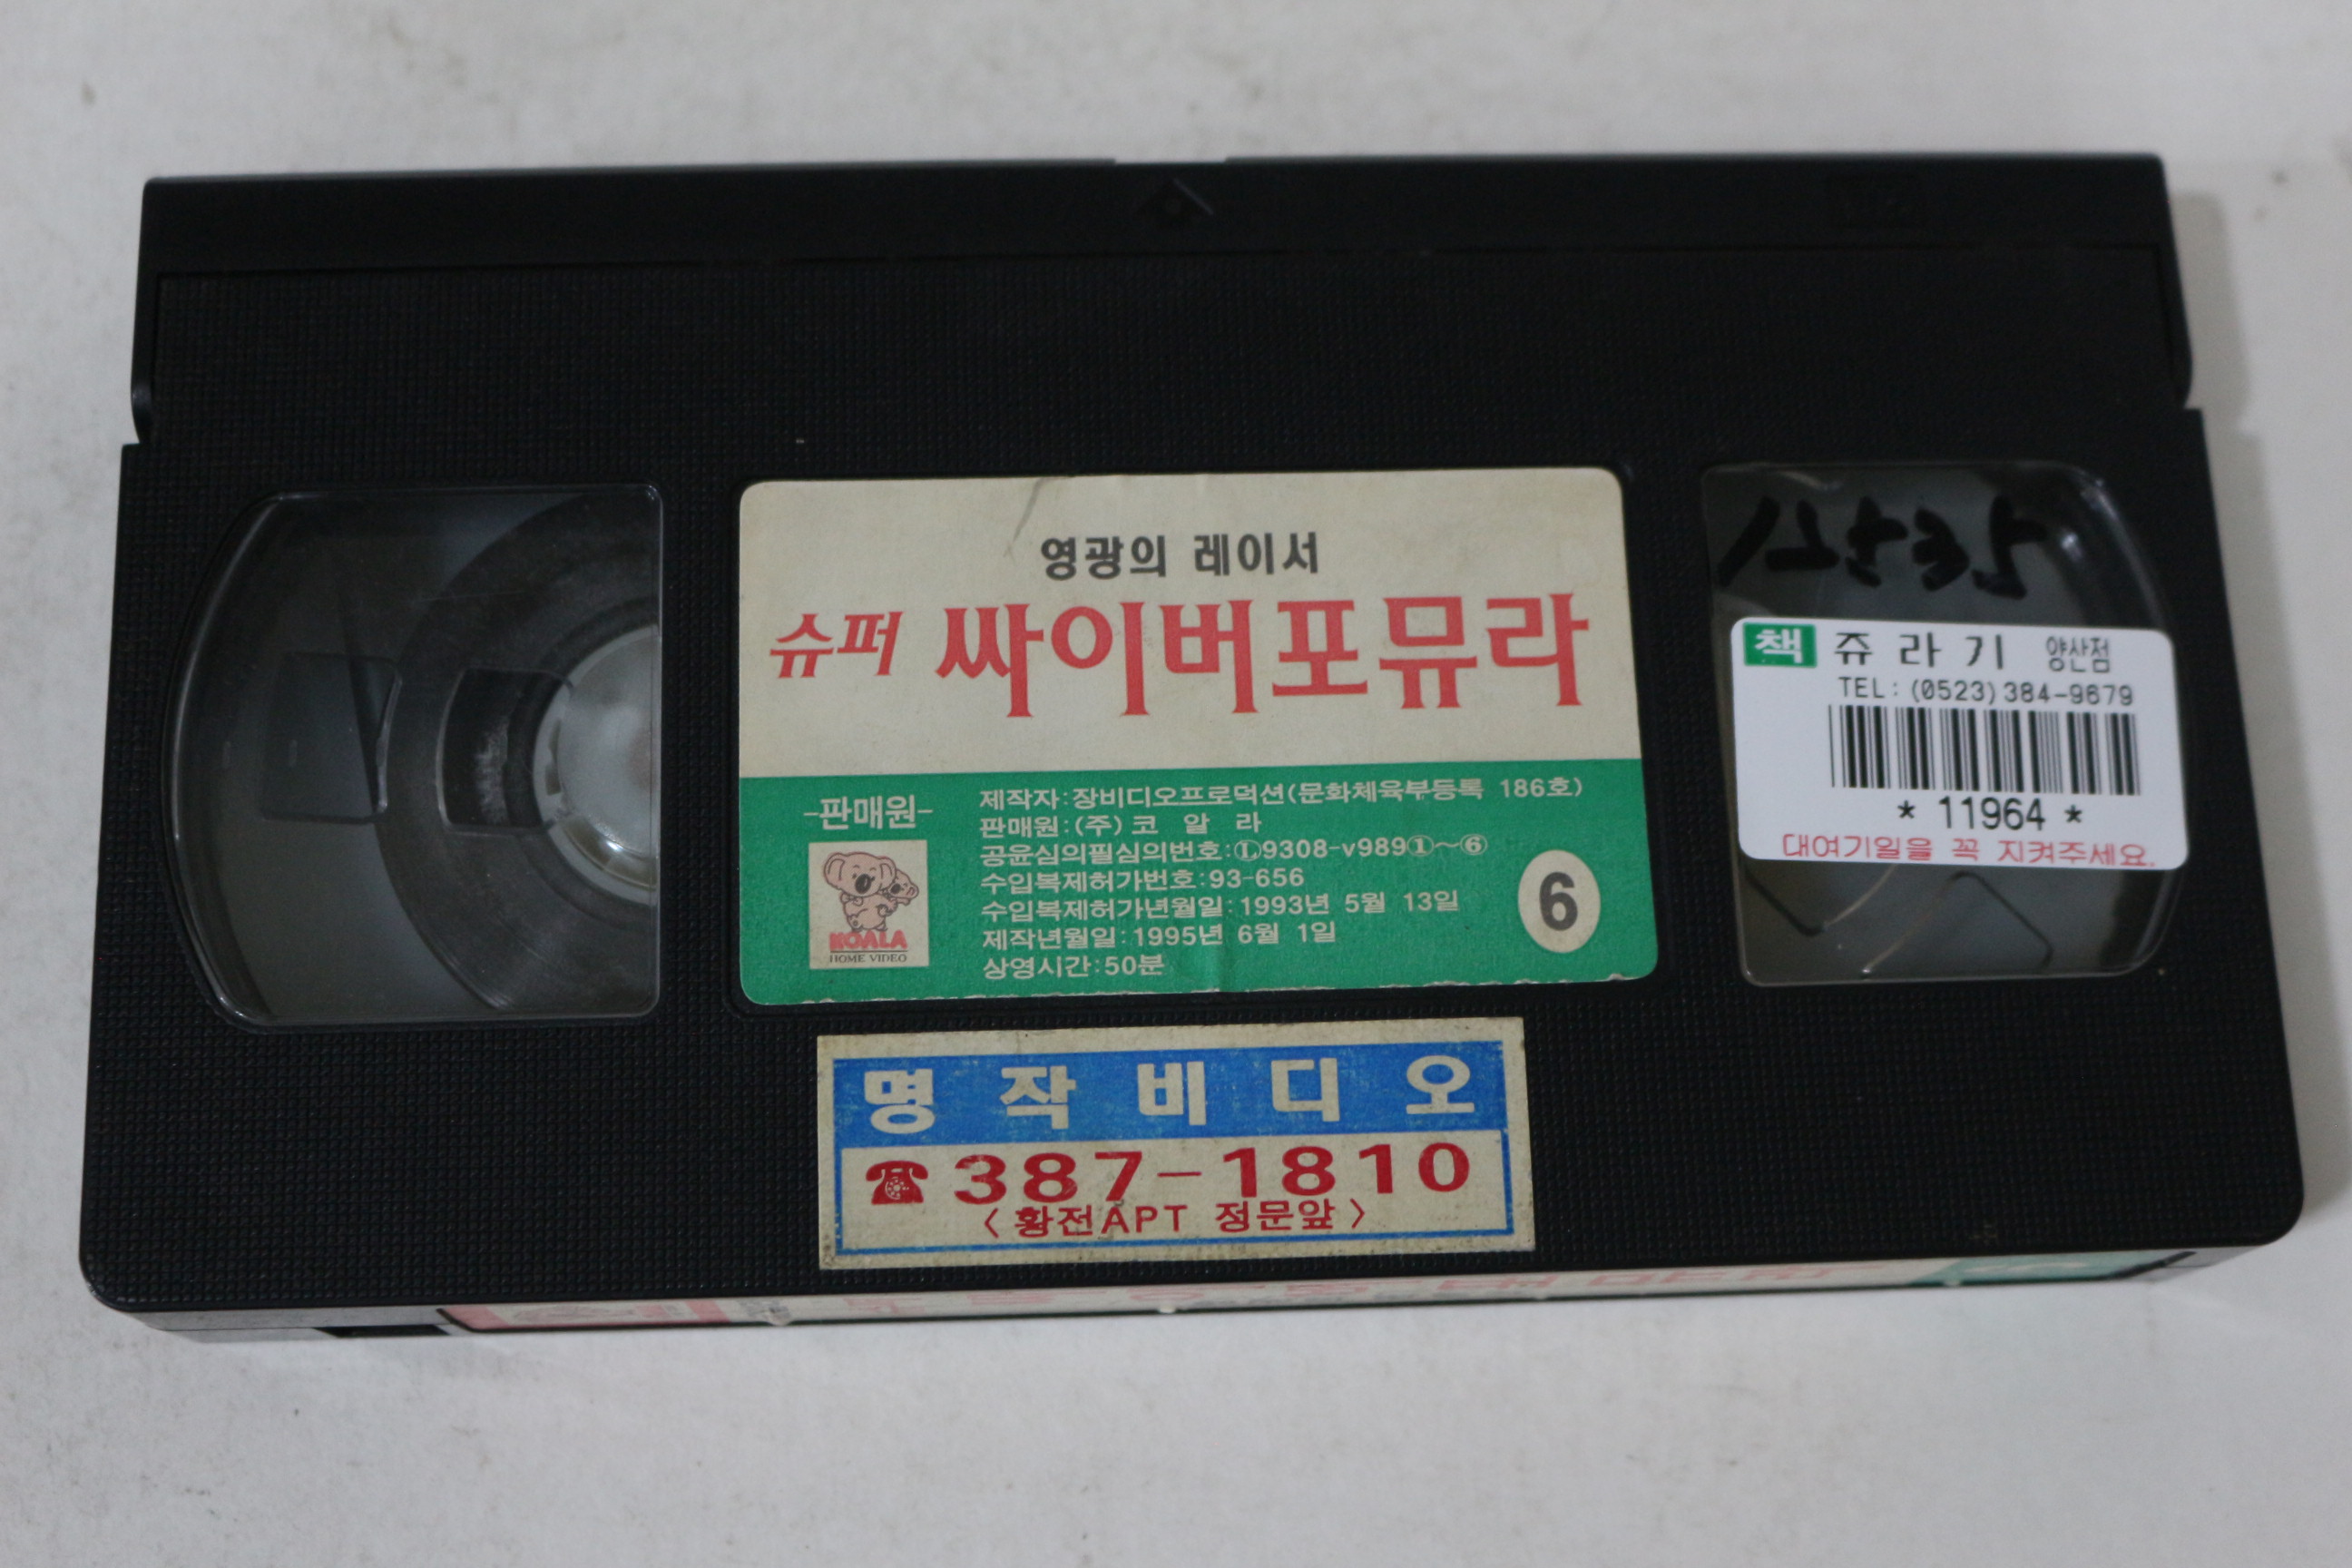 영광의 레이서
슈퍼 싸이버포뮤라
-판매원-
KOALA
HOME VIDEO
제작자:장비디오프로덕션(문화체육부등록 186호)
판매원:(주)코 알 라
공윤심의필심의번호:①9308-v989①~⑥
수입복제허가번호:93-656
수입복제허가년월일:1993년 5월 13일
제작년월일:1995년 6월 1일
상영시간:50분
6
책 쥬라기 양산점
TEL:(0523)384-9679
* 11964 *
대여기일을 꼭 지켜주세요.
명작비디오
☎387-1810
<황전APT 정문앞>